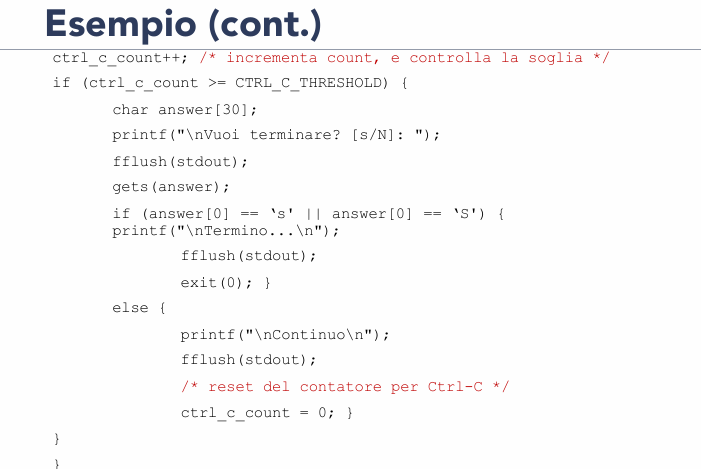 Esempio (cont.)
ctrl_c_count++; /* incrementa count, e controlla la soglia */
if (ctrl_c_count >= CTRL_C_THRESHOLD) {
char answer[30];
printf("\nVuoi terminare? [s/N]: ");
fflush(stdout);
gets(answer);
if (answer[0] == ‘s' || answer[0] == ‘S') {
printf("\nTermino...\n");
fflush(stdout);
exit(0); }
else {
printf("\nContinuo\n");
fflush(stdout);
/* reset del contatore per Ctrl-C */
ctrl_c_count = 0; }
}
}